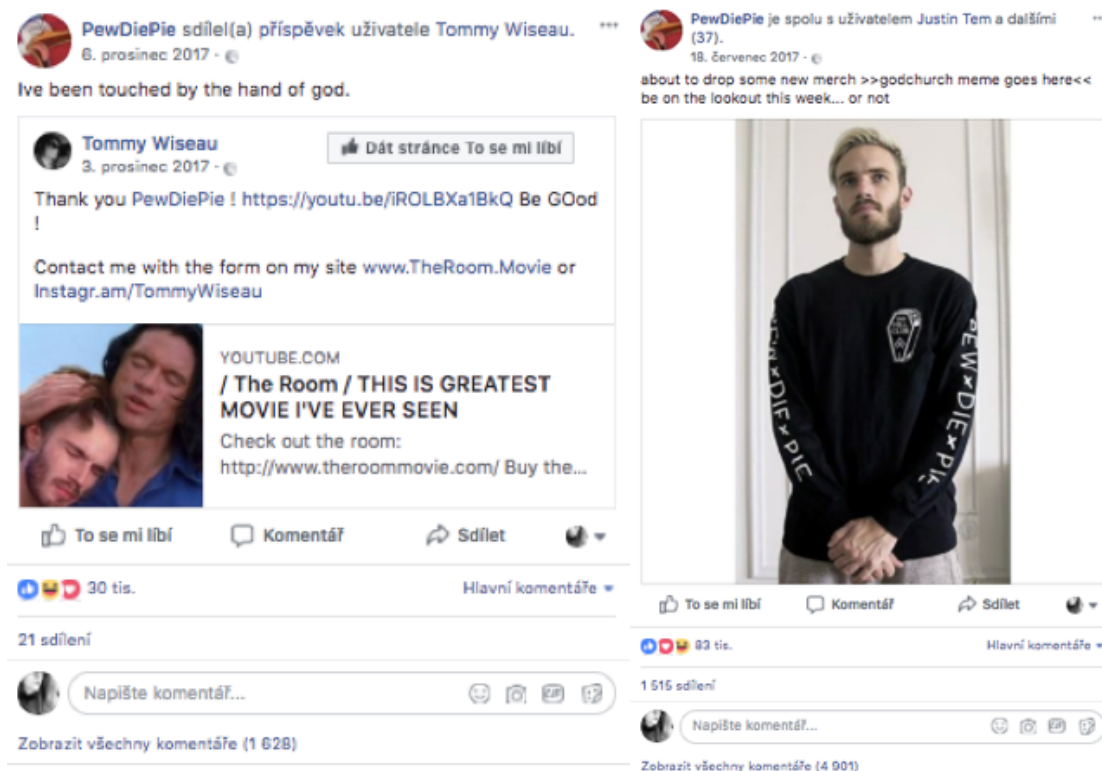 PewDiePie sdílel(a) příspěvek uživatele Tommy Wiseau.
6. prosinec 2017 ·
Ive been touched by the hand of god.
Tommy Wiseau
3. prosinec 2017 ·
Dát stránce To se mi líbí
Thank you PewDiePie ! https://youtu.be/iROLBXa1BkQ Be GOod
!
Contact me with the form on my site www.TheRoom.Movie or
Instagr.am/TommyWiseau
YOUTUBE.COM
/ The Room / THIS IS GREATEST
MOVIE I'VE EVER SEEN
Check out the room:
http://www.theroommovie.com/ Buy the...
To se mi líbí Komentář Sdílet
30 tis. Hlavní komentáře
21 sdílení
Napište komentář...
GIF
Zobrazit všechny komentáře (1 628)
PewDiePie je spolu s uživatelem Justin Tem a dalšími
(37).
18. červenec 2017 ·
about to drop some new merch >>godchurch meme goes here<<
be on the lookout this week... or not
PEW×DIE×PIE
PEW×DIE×PIE
To se mi líbí Komentář Sdílet
83 tis. Hlavní komentáře
1 515 sdílení
Napište komentář...
GIF
Zobrazit všechny komentáře (4 901)